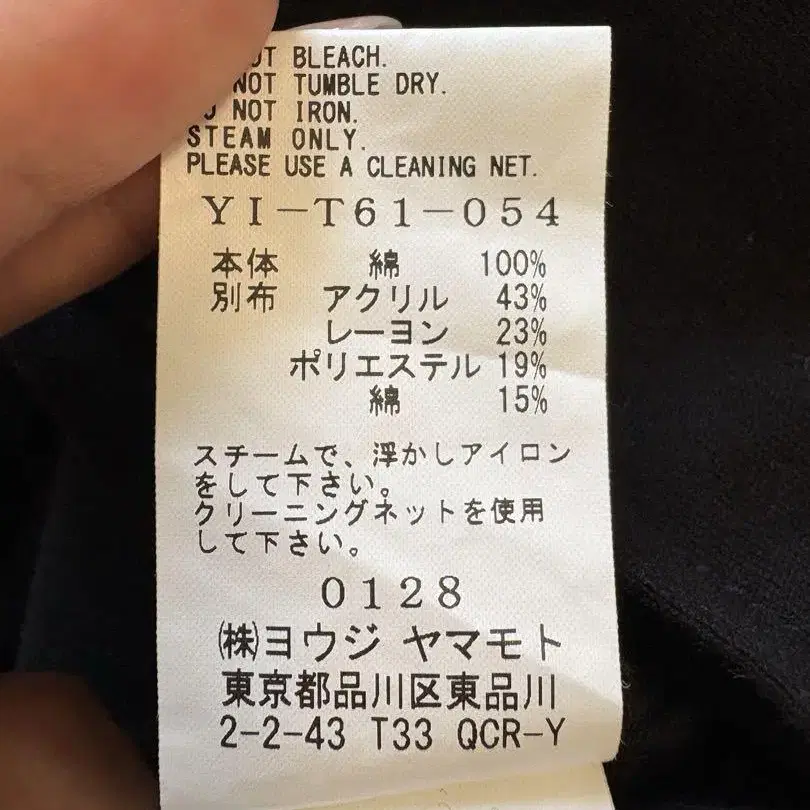 BLEACH.
NOT TUMBLE DRY.
NOT IRON.
STEAM ONLY.
PLEASE USE A CLEANING NET.
YI-T61-054
本体 綿 100%
別布 アクリル 43%
レーヨン 23%
ポリエステル 19%
綿 15%
スチームで、浮かしアイロン
をして下さい。
クリーニングネットを使用
して下さい。
0128
㈱ヨウジ ヤマモト
東京都品川区東品川
2-2-43 T33 QCR-Y